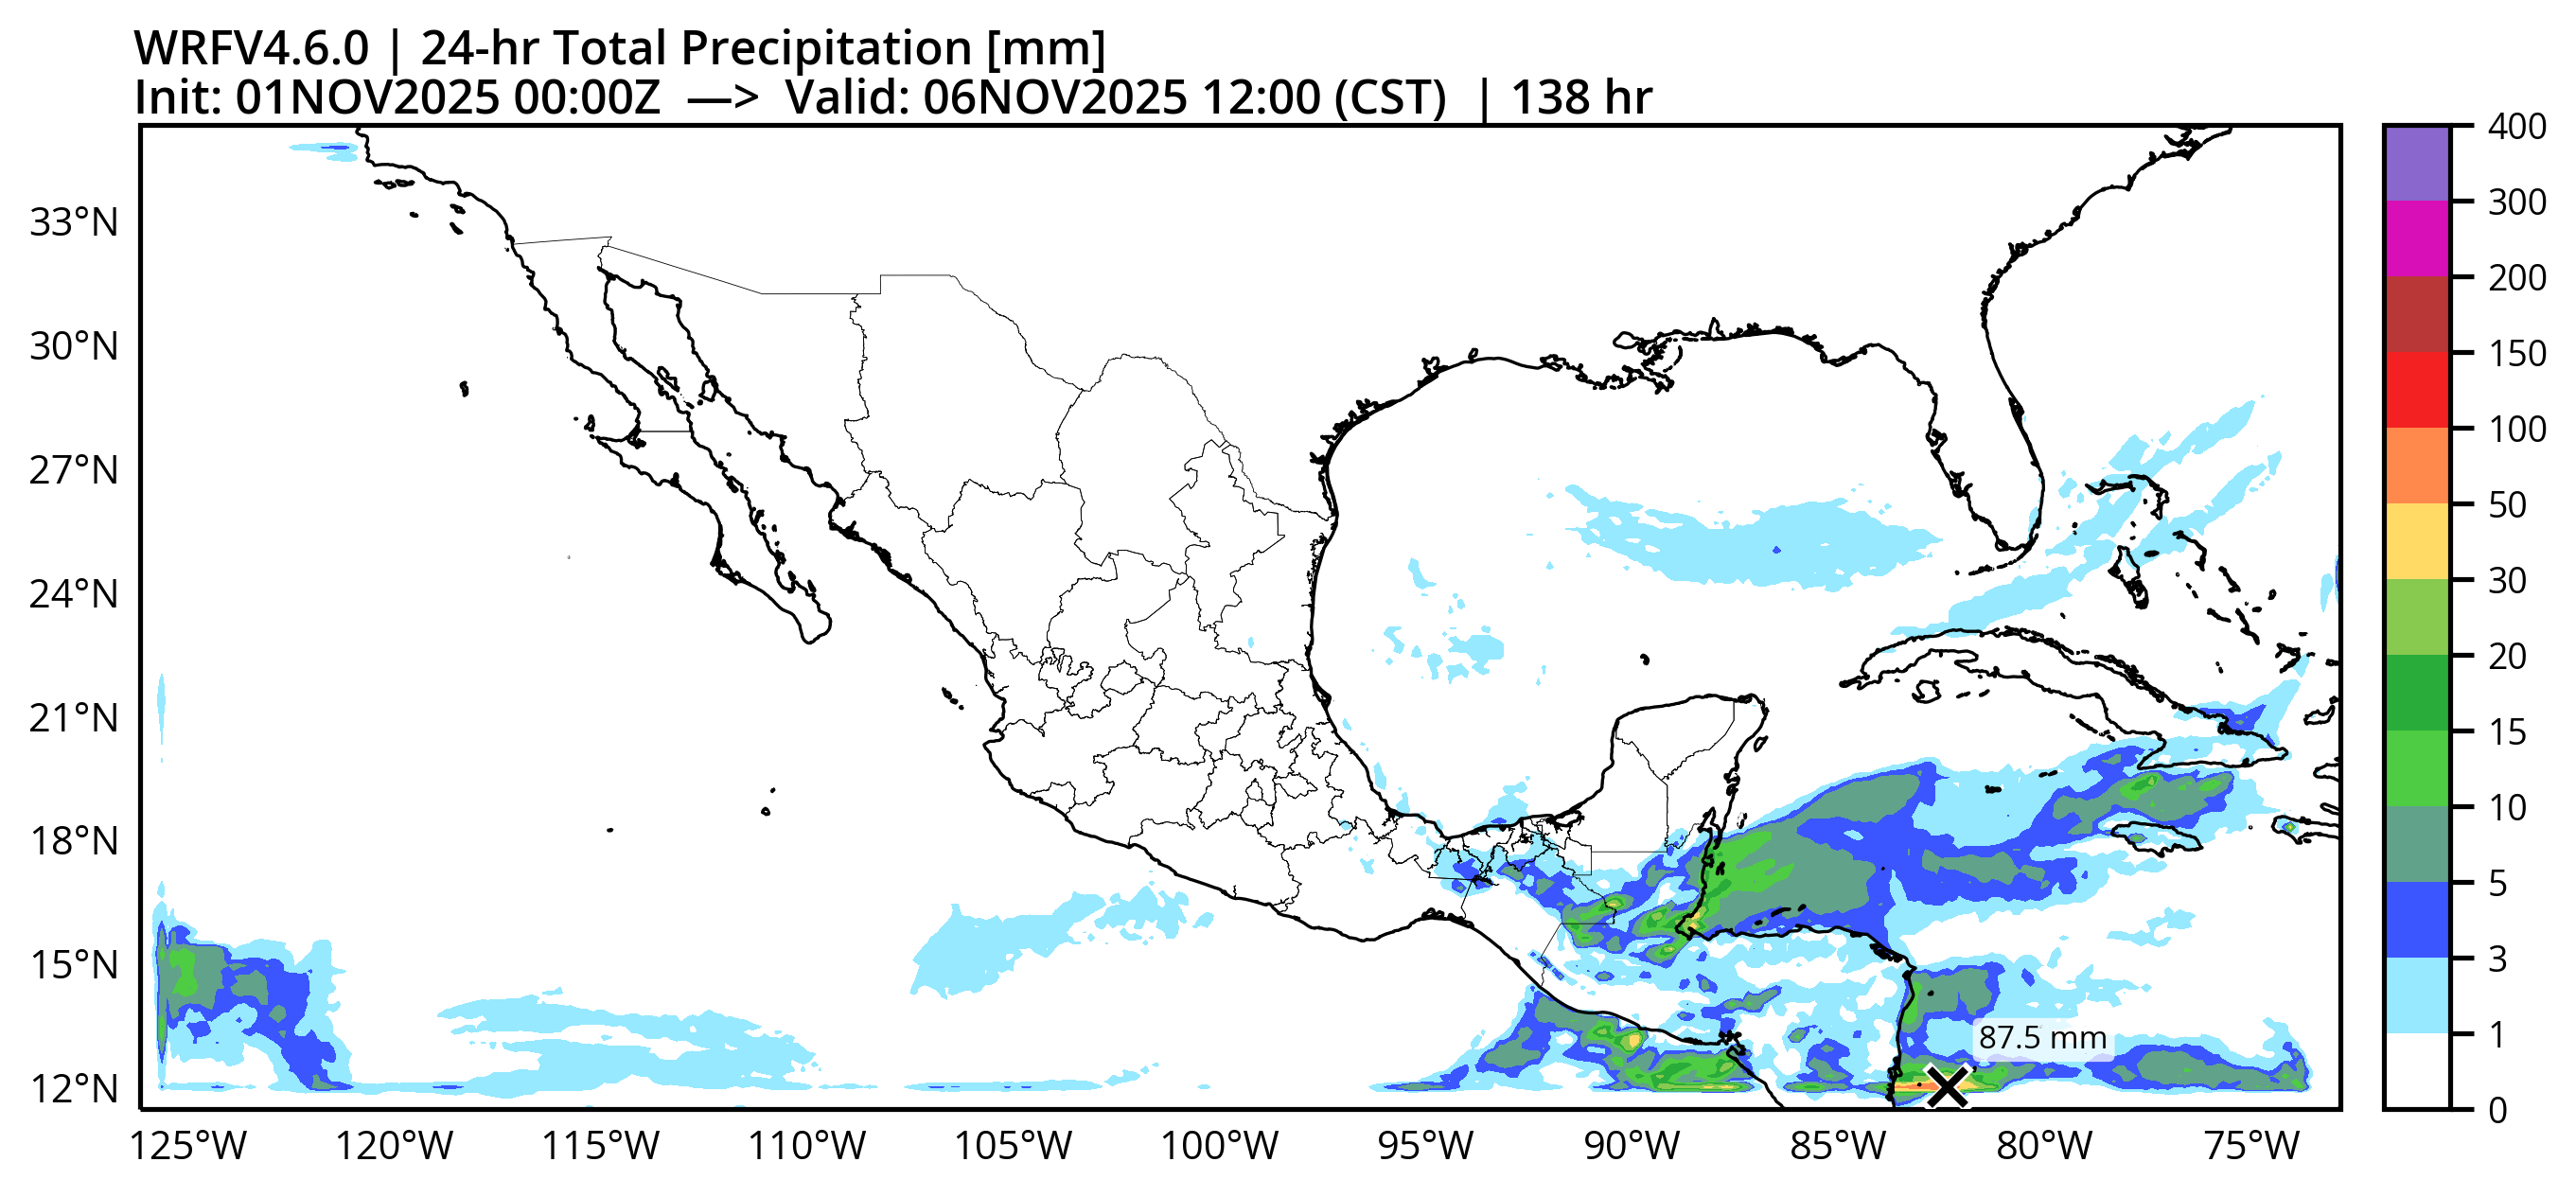 WRFV4.6.0 | 24-hr Total Precipitation [mm]
Init: 01NOV2025 00:00Z —> Valid: 06NOV2025 12:00 (CST) | 138 hr
33°N
30°N
27°N
24°N
21°N
18°N
15°N
12°N
125°W 120°W 115°W 110°W 105°W 100°W 95°W 90°W 85°W 80°W 75°W
87.5 mm
400
300
200
150
100
50
30
20
15
10
5
3
1
0